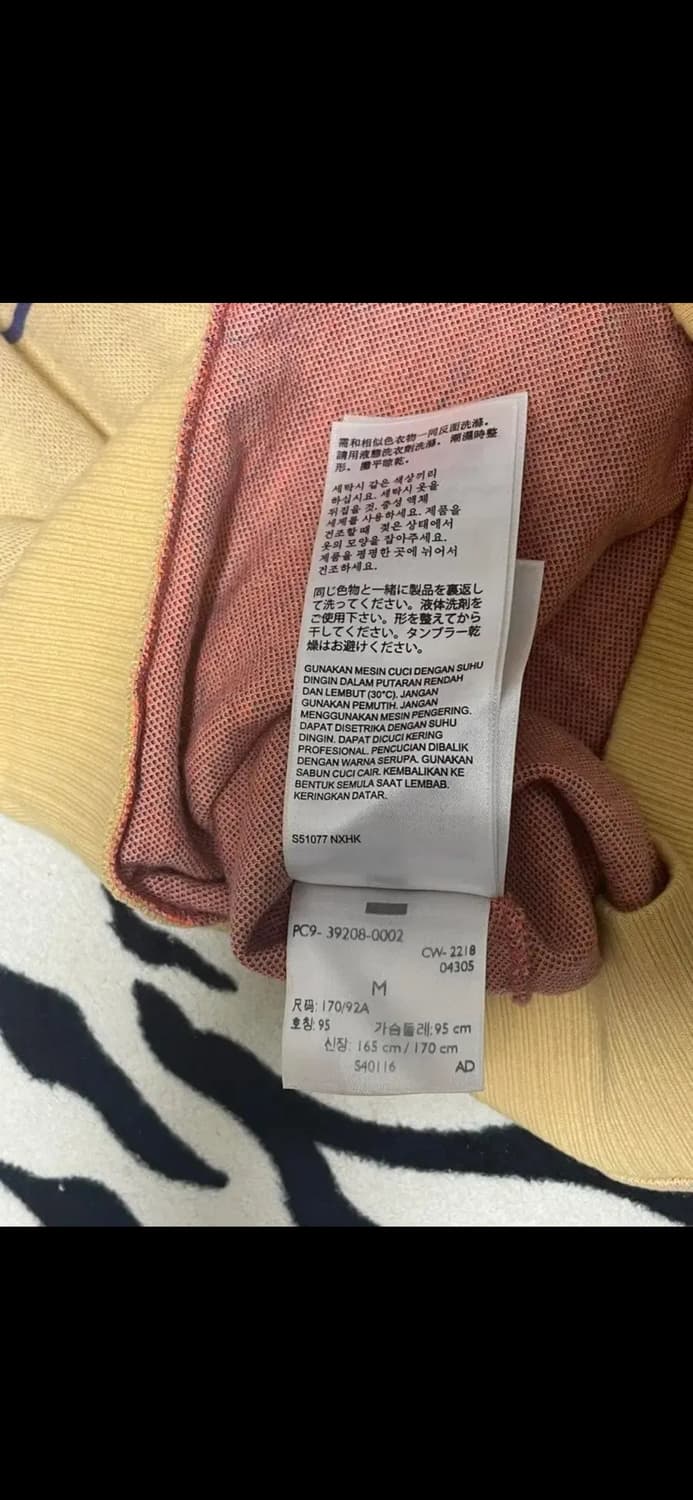 需和相似色衣物一同反面洗滌。
請用液態洗衣劑洗滌。潮濕時整
形。攤平晾乾。
세탁시 같은 색상끼리
하십시요. 세탁시 옷을
뒤집을 것. 중성 액체
세제를 사용하세요. 제품을
건조할때 젖은 상태에서
옷의 모양을 잡아주세요.
제품을 평평한 곳에 뉘어서
건조하세요.
同じ色物と一緒に製品を裏返し
て洗ってください。液体洗剤を
ご使用下さい。形を整えてから
干してください。タンブラー乾
燥はお避けください。
GUNAKAN MESIN CUCI DENGAN SUHU
DINGIN DALAM PUTARAN RENDAH
DAN LEMBUT (30°C). JANGAN
GUNAKAN PEMUTIH. JANGAN
MENGGUNAKAN MESIN PENGERING.
DAPAT DISETRIKA DENGAN SUHU
DINGIN. DAPAT DICUCI KERING
PROFESIONAL. PENCUCIAN DIBALIK
DENGAN WARNA SERUPA. GUNAKAN
SABUN CUCI CAIR. KEMBALIKAN KE
BENTUK SEMULA SAAT LEMBAB.
KERINGKAN DATAR.
S51077 NXHK
PC9- 39208-0002
CW- 2218
04305
M
尺码: 170/92A
호칭: 95 가슴둘레: 95 cm
신장: 165 cm / 170 cm
S40116 AD